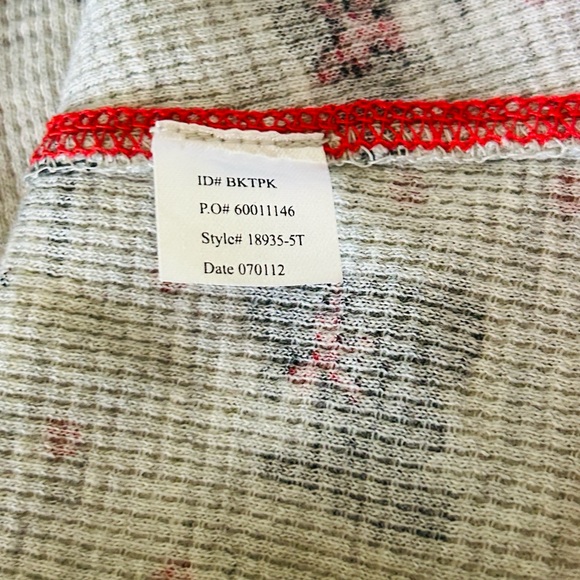 ID# BKTPK
P.O# 60011146
Style# 18935-5T
Date 070112